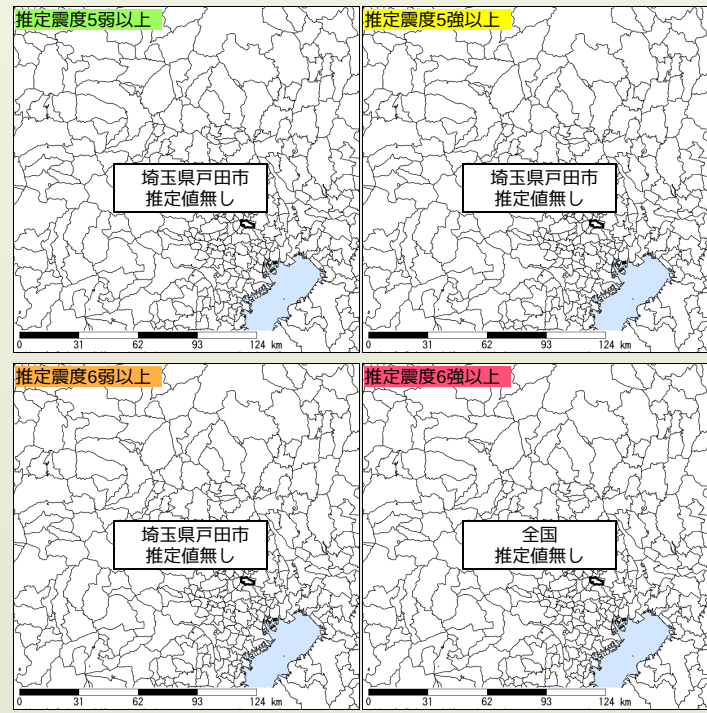 推定震度5弱以上
埼玉県戸田市
推定値無し
0 31 62 93 124 km
推定震度5強以上
埼玉県戸田市
推定値無し
0 31 62 93 124 km
推定震度6弱以上
埼玉県戸田市
推定値無し
0 31 62 93 124 km
推定震度6強以上
全国
推定値無し
0 31 62 93 124 km